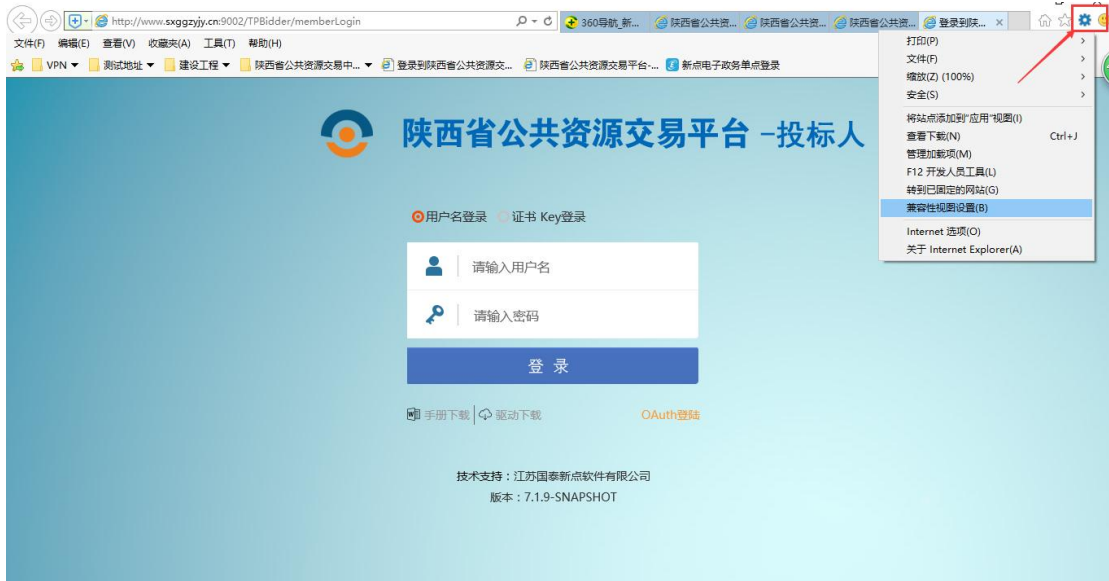 http://www.sxggzyjy.cn:9002/TPBidder/memberLogin
360导航_新...
陕西省公共资...
陕西省公共资...
陕西省公共资...
登录到陕...
文件(F) 编辑(E) 查看(V) 收藏夹(A) 工具(T) 帮助(H)
VPN
测试地址
建设工程
陕西省公共资源交易中...
登录到陕西省公共资源交...
陕西省公共资源交易平台-...
新点电子政务单点登录
打印(P)
文件(F)
缩放(Z) (100%)
安全(S)
将站点添加到"应用"视图(I)
查看下载(N) Ctrl+J
管理加载项(M)
F12 开发人员工具(L)
转到已固定的网站(G)
兼容性视图设置(B)
Internet 选项(O)
关于 Internet Explorer(A)
陕西省公共资源交易平台 -投标人
用户名登录 证书 Key登录
请输入用户名
请输入密码
登 录
手册下载 驱动下载 OAuth登陆
技术支持：江苏国泰新点软件有限公司
版本：7.1.9-SNAPSHOT